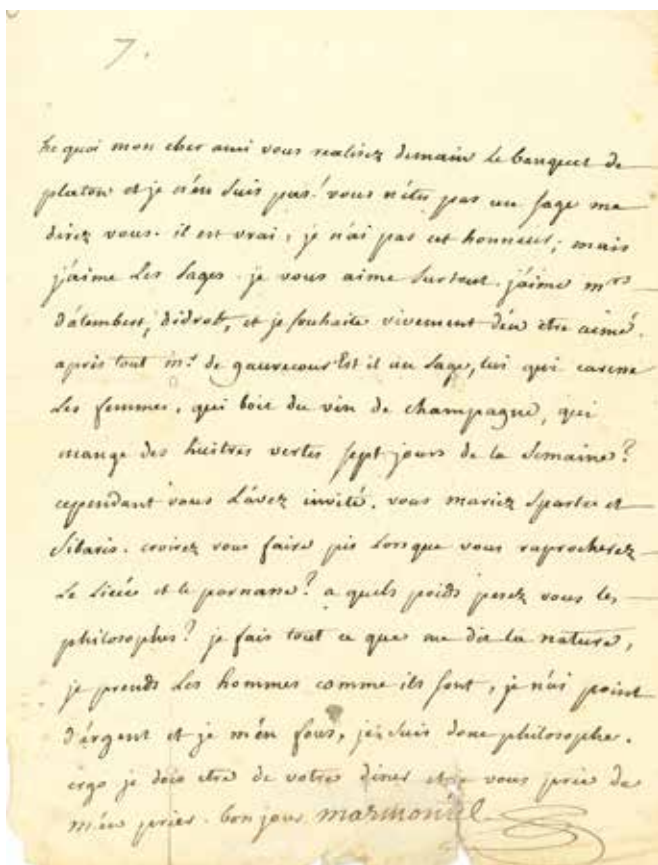 7.
he quoi mon cher ami vous realisez demain le banquet de
platon et je n'en suis pas! vous n'etes pas un sage me
direz vous. il est vrai, je n'ai pas cet honneur; mais
j'aime les sages. je vous aime surtout. j'aime mrs
d'alembert, didrot, et je souhaite vivement d'en etre aimé.
après tout mr. de gauvecour est il un sage, lui qui caresse
les femmes, qui boit du vin de champagne, qui
mange des huitres vertes sept jours de la semaine?
cependant vous l'avez invité. vous mariez Sparte et
Sibaris. croirez vous faire pis lorsque vous raprocherez
le licée et le parnasse? a quels poids pesez vous les
philosophes? je fais tout ce que me dit la nature,
je prends les hommes comme ils sont, je n'ai point
d'argent et je m'en fous, je suis donc philosophe.
ergo je dois etre de votre diner et je vous prie de
m'en prier. bon jour marmontel